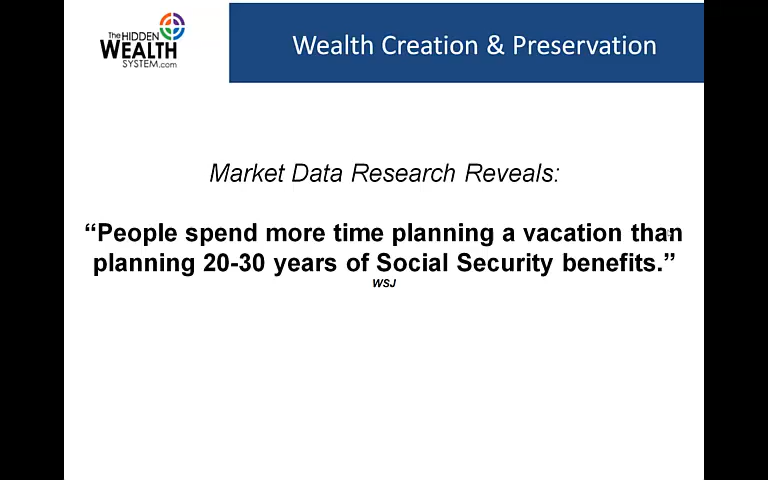 The HIDDEN
WEALTH
SYSTEM.com
Wealth Creation & Preservation
Market Data Research Reveals:
“People spend more time planning a vacation than
planning 20-30 years of Social Security benefits.”
WSJ